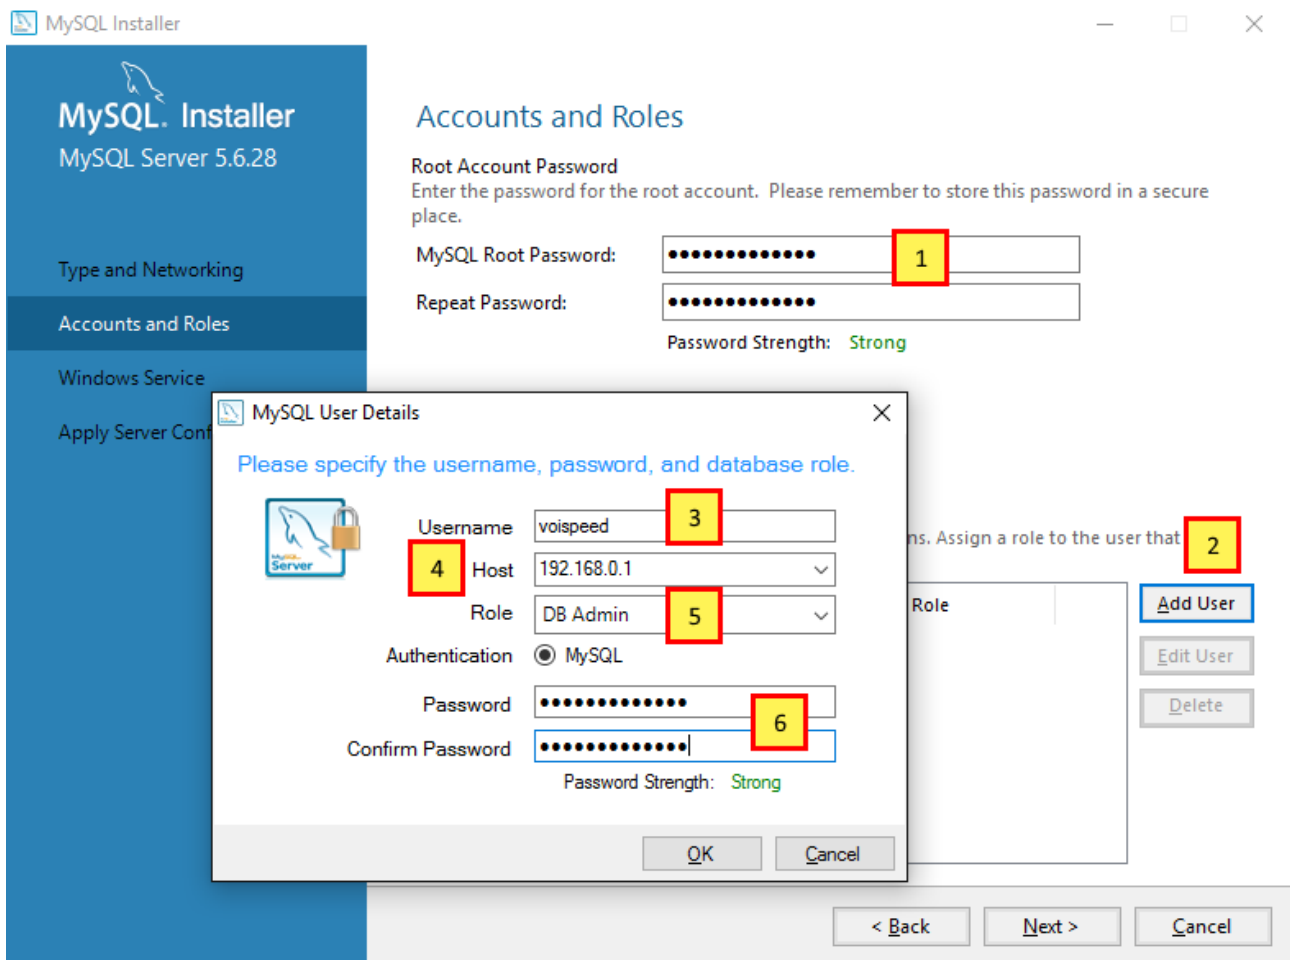 MySQL Installer
MySQL. Installer
MySQL Server 5.6.28
Type and Networking
Accounts and Roles
Windows Service
Apply Server Conf
Accounts and Roles
Root Account Password
Enter the password for the root account. Please remember to store this password in a secure
place.
MySQL Root Password: ●●●●●●●●●●●●● 1
Repeat Password: ●●●●●●●●●●●●●
Password Strength: Strong
MySQL User Details
Please specify the username, password, and database role.
MySQL
Server
Username voispeed 3
4 Host 192.168.0.1
Role DB Admin 5
Authentication MySQL
Password ●●●●●●●●●●●●●
6
Confirm Password ●●●●●●●●●●●●●
Password Strength: Strong
OK Cancel
ns. Assign a role to the user that 2
Role
Add User
Edit User
Delete
< Back Next > Cancel